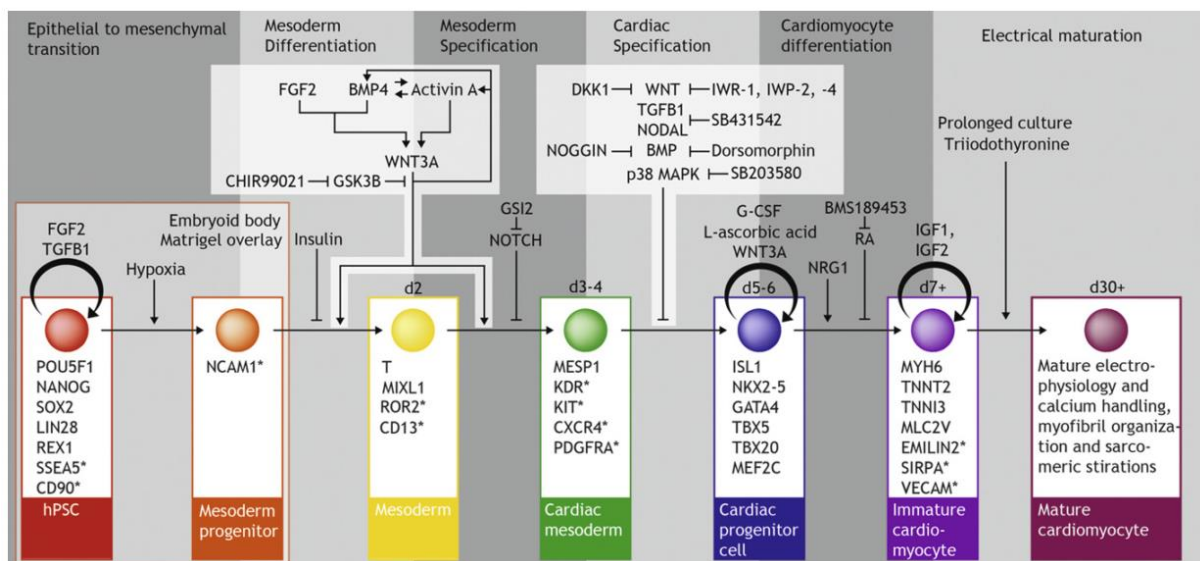 Epithelial to mesenchymal
transition
Mesoderm
Differentiation
Mesoderm
Specification
Cardiac
Specification
Cardiomyocyte
differentiation
Electrical maturation
FGF2 BMP4 Activin A
WNT3A
CHIR99021 GSK3B
DKK1 WNT IWR-1, IWP-2, -4
TGFB1
NODAL SB431542
NOGGIN BMP Dorsomorphin
p38 MAPK SB203580
Prolonged culture
Triiodothyronine
FGF2
TGFB1
Hypoxia
Embryoid body
Matrigel overlay
Insulin
GSI2
NOTCH
G-CSF
L-ascorbic acid
WNT3A
NRG1
BMS189453
RA
IGF1,
IGF2
d2
d3-4
d5-6
d7+
d30+
POU5F1
NANOG
SOX2
LIN28
REX1
SSEA5*
CD90*
hPSC
NCAM1*
Mesoderm
progenitor
T
MIXL1
ROR2*
CD13*
Mesoderm
MESP1
KDR*
KIT*
CXCR4*
PDGFRA*
Cardiac
mesoderm
ISL1
NKX2-5
GATA4
TBX5
TBX20
MEF2C
Cardiac
progenitor
cell
MYH6
TNNT2
TNNI3
MLC2V
EMILIN2*
SIRPA*
VECAM*
Immature
cardio-
myocyte
Mature electro-
physiology and
calcium handling,
myofibril organiza-
tion and sarco-
meric stirations
Mature
cardiomyocyte